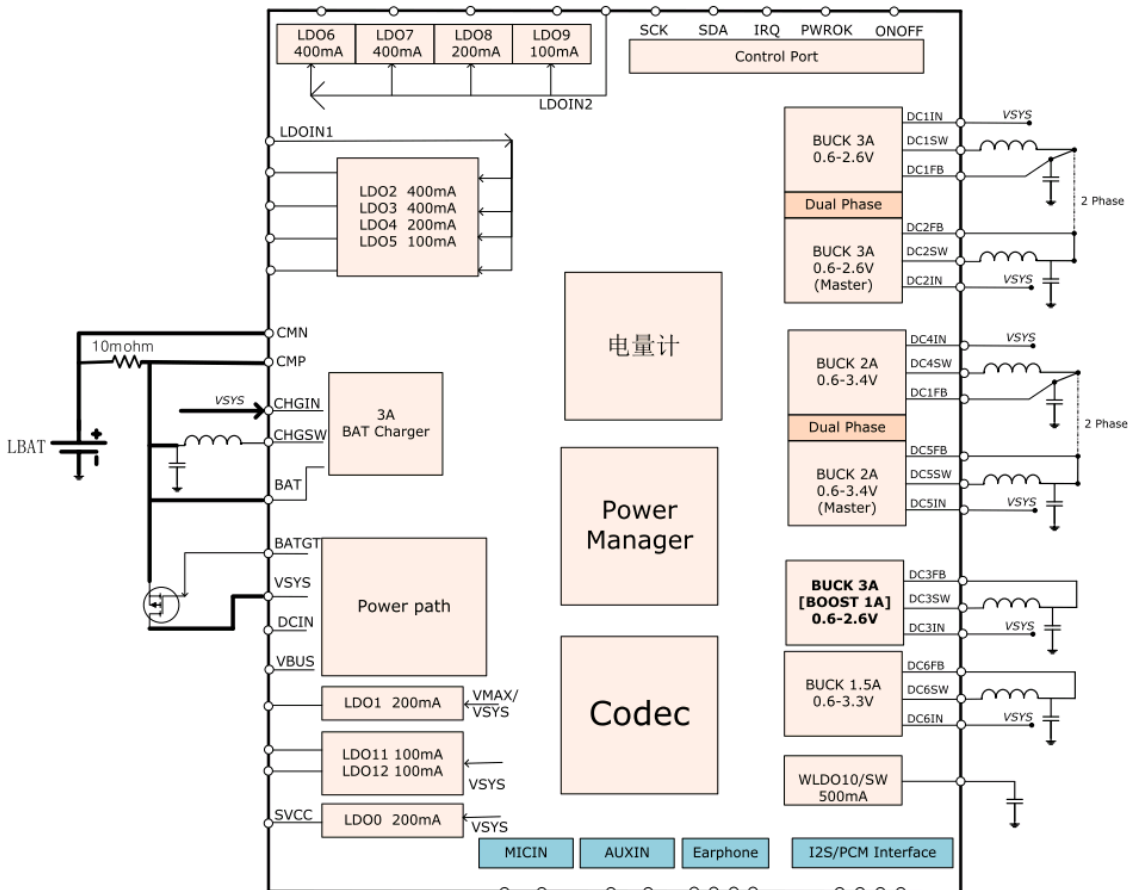 LDO6 400mA
LDO7 400mA
LDO8 200mA
LDO9 100mA
LDOIN2
SCK SDA IRQ PWROK ONOFF
Control Port
LDOIN1
LDO2 400mA
LDO3 400mA
LDO4 200mA
LDO5 100mA
BUCK 3A
0.6-2.6V
DC1IN
VSYS
DC1SW
DC1FB
Dual Phase
2 Phase
BUCK 3A
0.6-2.6V
(Master)
DC2FB
DC2SW
DC2IN
VSYS
电量计
CMN
10mohm
CMP
LBAT
+
VSYS
CHGIN
CHGSW
BAT
3A
BAT Charger
BUCK 2A
0.6-3.4V
DC4IN
VSYS
DC4SW
DC1FB
Dual Phase
2 Phase
BUCK 2A
0.6-3.4V
(Master)
DC5FB
DC5SW
DC5IN
VSYS
Power
Manager
BATGT
VSYS
DCIN
VBUS
Power path
BUCK 3A
[BOOST 1A]
0.6-2.6V
DC3FB
DC3SW
DC3IN
VSYS
BUCK 1.5A
0.6-3.3V
DC6FB
DC6SW
DC6IN
VSYS
Codec
LDO1 200mA
VMAX/
VSYS
LDO11 100mA
LDO12 100mA
VSYS
WLDO10/SW
500mA
SVCC
LDO0 200mA
VSYS
MICIN
AUXIN
Earphone
I2S/PCM Interface